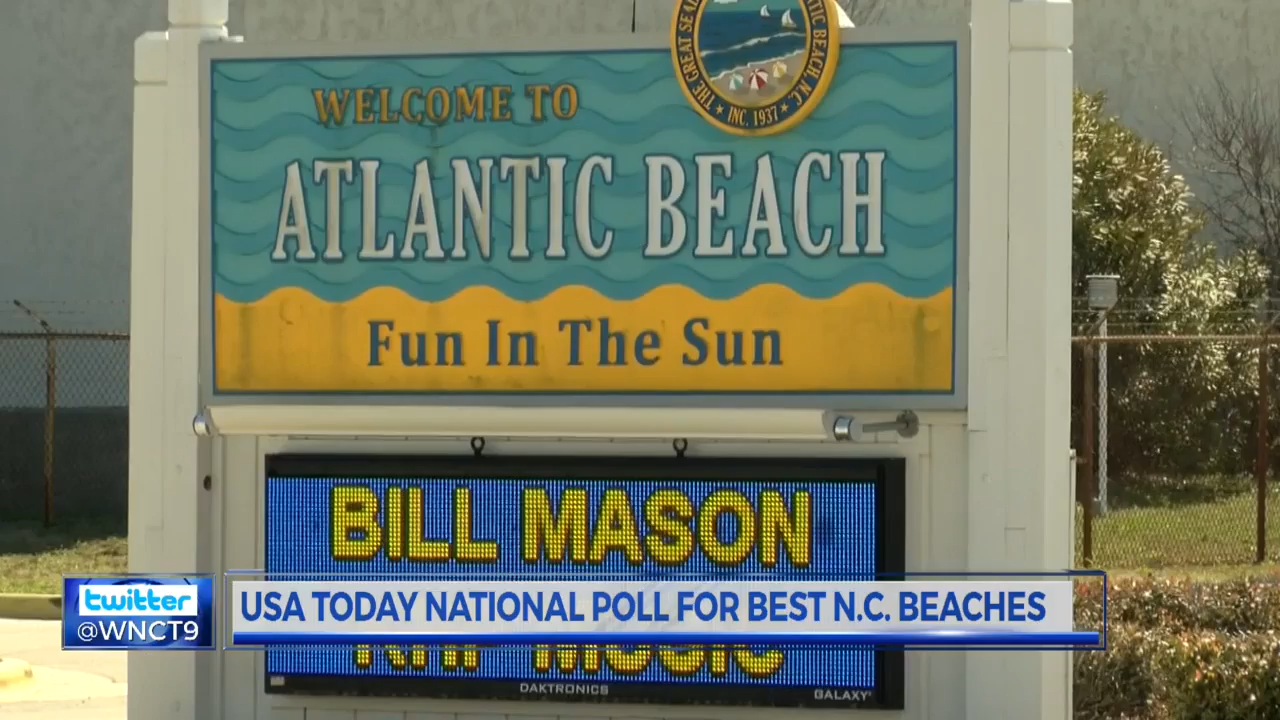 THE GREAT SEAL
ATLANTIC BEACH, N.C.
★ INC. 1937 ★
WELCOME TO
ATLANTIC BEACH
Fun In The Sun
BILL MASON
twitter
@WNCT9
USA TODAY NATIONAL POLL FOR BEST N.C. BEACHES
MUSIC
DAKTRONICS
GALAXY